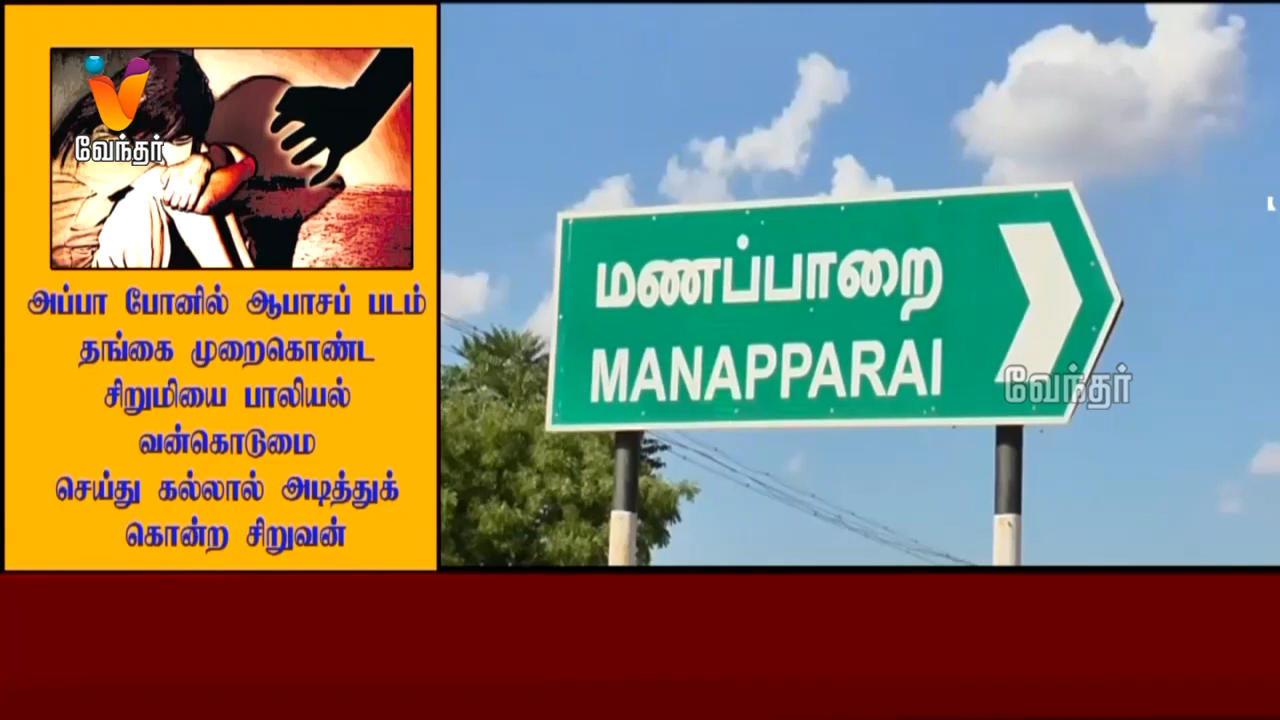 வேந்தர்
அப்பா போனில் ஆபாசப் படம்
தங்கை முறைகொண்ட
சிறுமியை பாலியல்
வன்கொடுமை
செய்து கல்லால் அடித்துக்
கொன்ற சிறுவன்
மணப்பாறை
MANAPPARAI
வேந்தர்